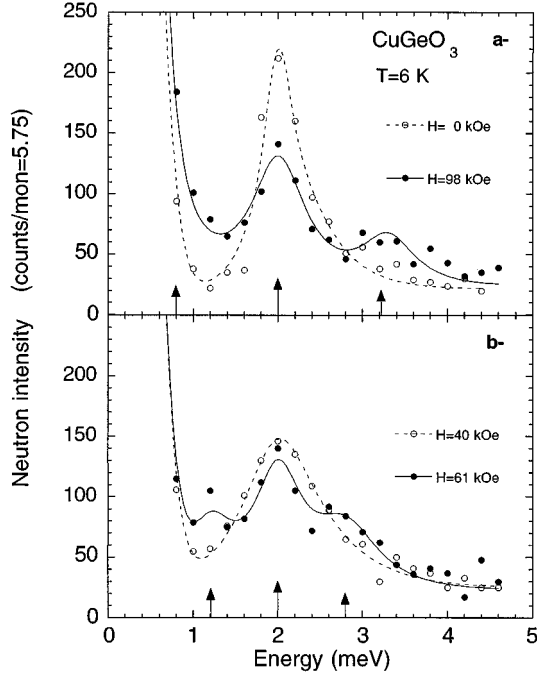 250
200
150
100
50
0
CuGeO3
a-
T=6 K
H= 0 kOe
H=98 kOe
Neutron intensity (counts/mon=5.75)
200
150
100
50
0
b-
H=40 kOe
H=61 kOe
0 1 2 3 4 5
Energy (meV)